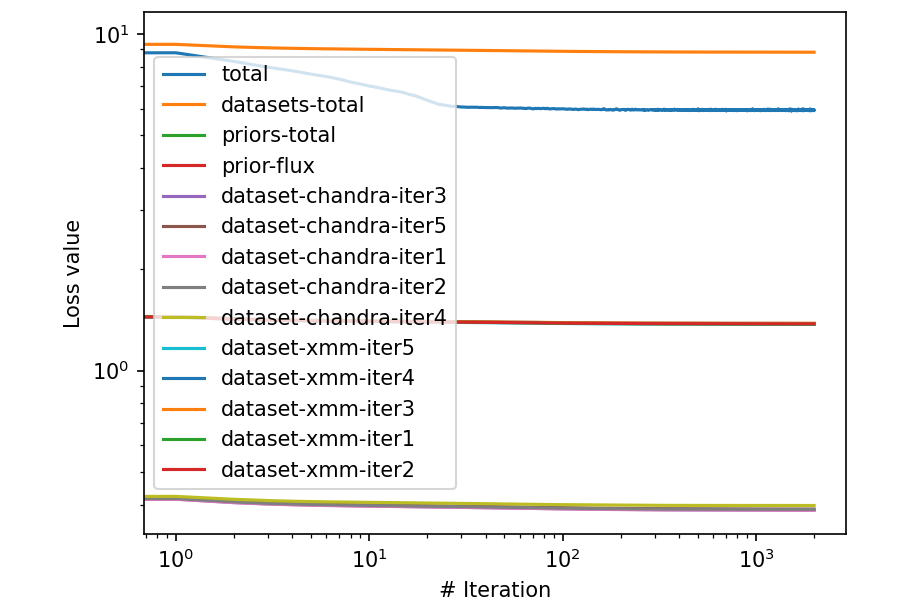 10¹
10⁰
Loss value
total
datasets-total
priors-total
prior-flux
dataset-chandra-iter3
dataset-chandra-iter5
dataset-chandra-iter1
dataset-chandra-iter2
dataset-chandra-iter4
dataset-xmm-iter5
dataset-xmm-iter4
dataset-xmm-iter3
dataset-xmm-iter1
dataset-xmm-iter2
10⁰ 10¹ 10² 10³
# Iteration